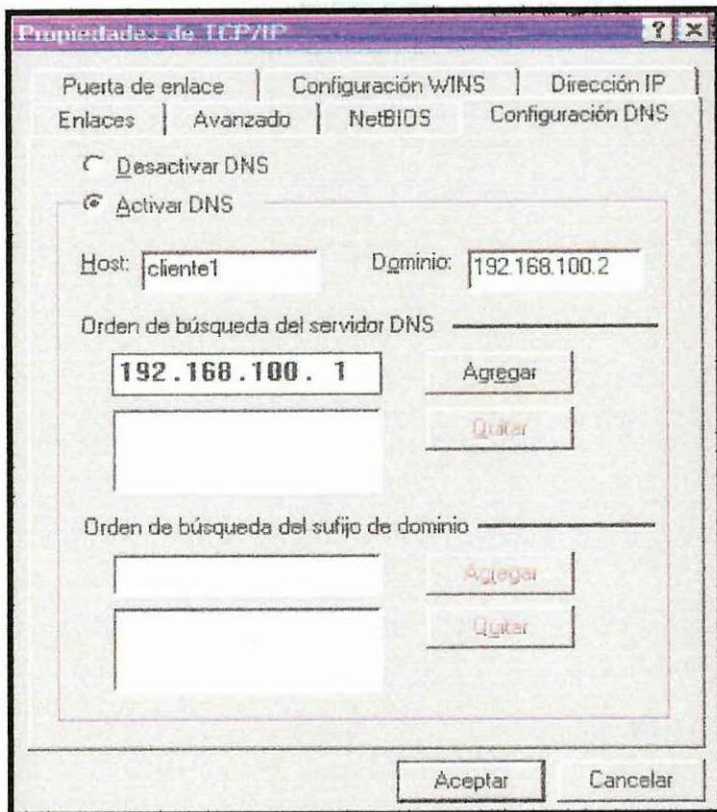 Propiedades de TCP/IP
Puerta de enlace Configuración WINS Dirección IP
Enlaces Avanzado NetBIOS Configuración DNS
Desactivar DNS
Activar DNS
Host: cliente1 Dominio: 192.168.100.2
Orden de búsqueda del servidor DNS
192.168.100. 1 Agregar
Quitar
Orden de búsqueda del sufijo de dominio
Agregar
Quitar
Aceptar Cancelar